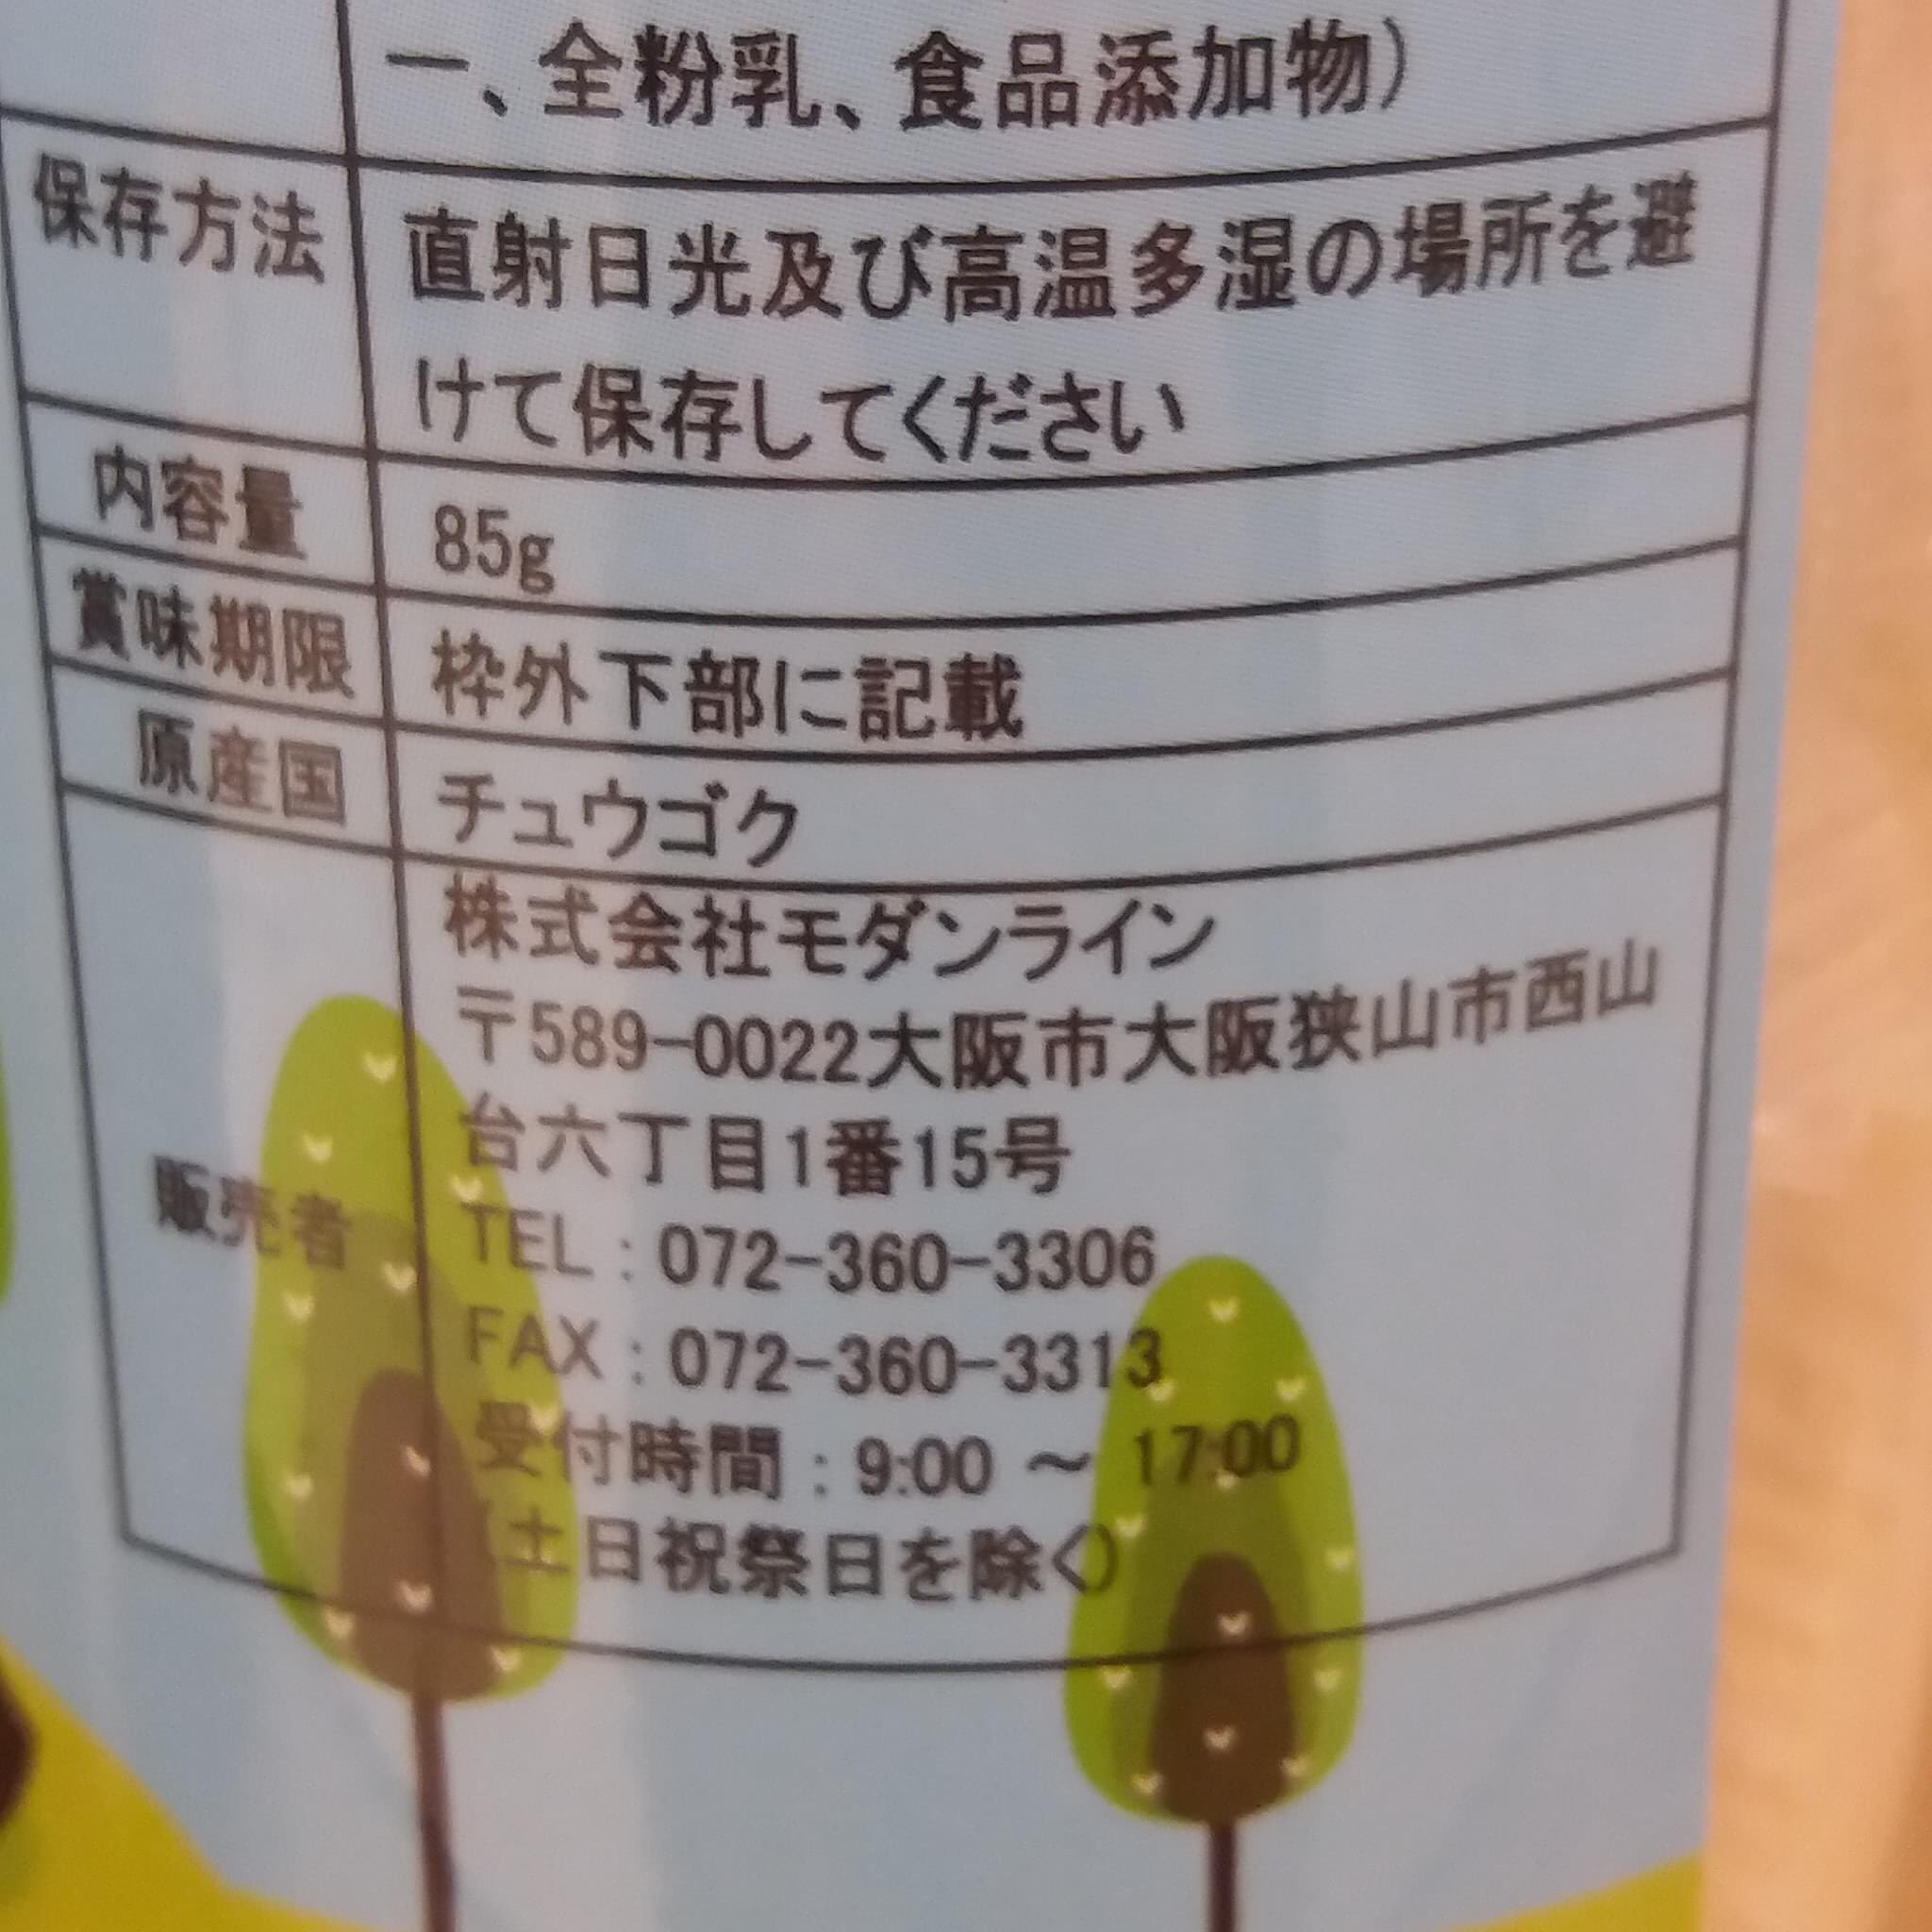 一、全粉乳、食品添加物）
保存方法
直射日光及び高温多湿の場所を避
けて保存してください
内容量
85g
賞味期限
枠外下部に記載
原産国
チュウゴク
販売者
株式会社モダンライン
〒589-0022大阪市大阪狭山市西山
台六丁目1番15号
TEL：072-360-3306
FAX：072-360-3313
受付時間：9:00 ～ 17:00
（土日祝祭日を除く）